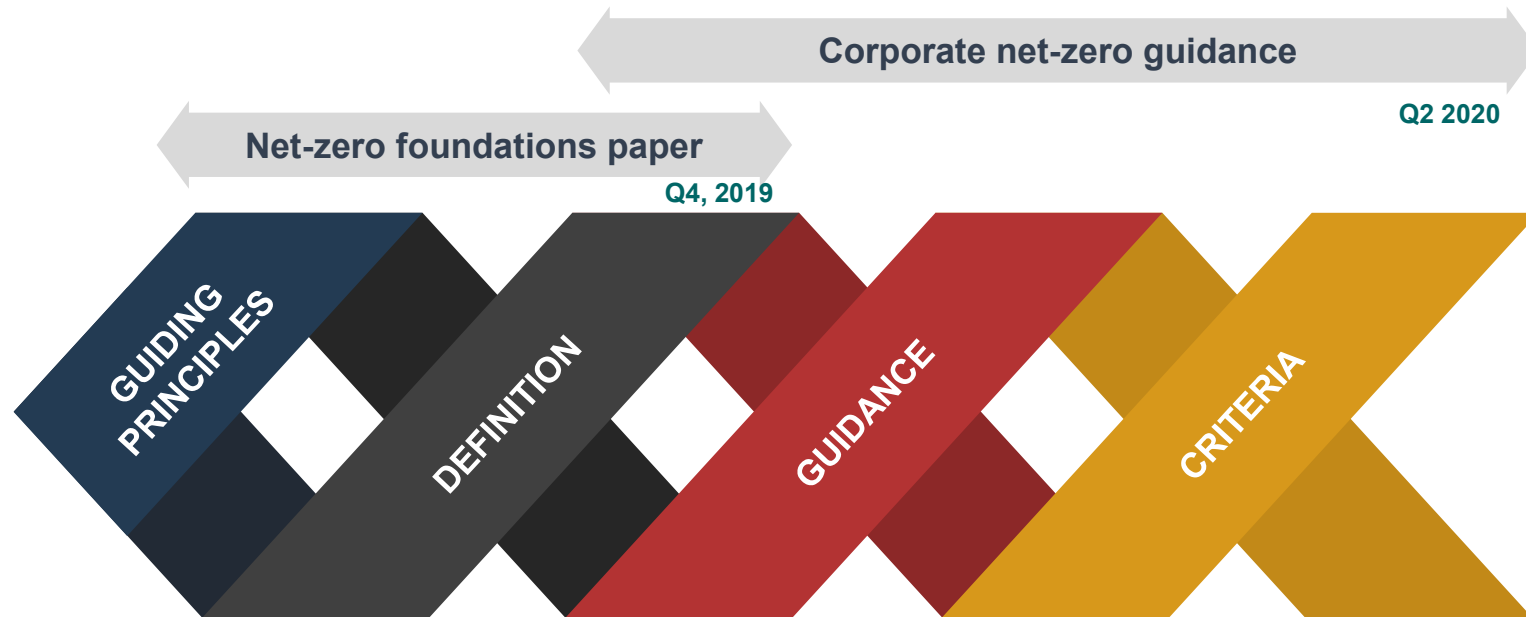 Corporate net-zero guidance
Q2 2020
Net-zero foundations paper
Q4, 2019
GUIDING
PRINCIPLES
DEFINITION
GUIDANCE
CRITERIA